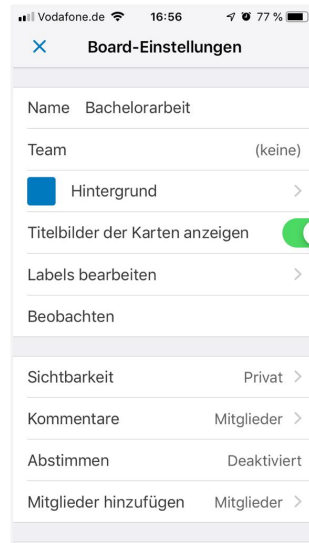 Vodafone.de 16:56 77 %
Board-Einstellungen
Name Bachelorarbeit
Team (keine)
Hintergrund
Titelbilder der Karten anzeigen
Labels bearbeiten
Beobachten
Sichtbarkeit Privat
Kommentare Mitglieder
Abstimmen Deaktiviert
Mitglieder hinzufügen Mitglieder